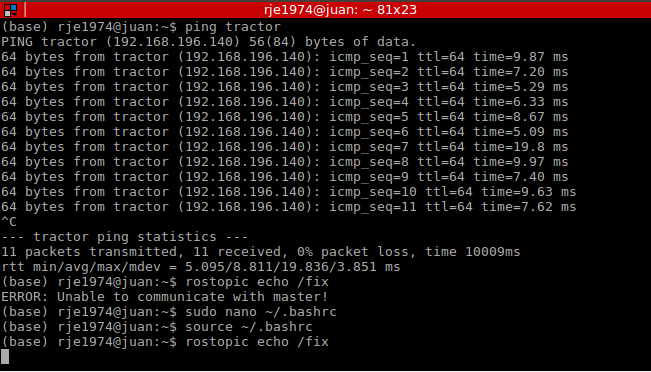 rje1974@juan: ~ 81x23
(base) rje1974@juan:~$ ping tractor
PING tractor (192.168.196.140) 56(84) bytes of data.
64 bytes from tractor (192.168.196.140): icmp_seq=1 ttl=64 time=9.87 ms
64 bytes from tractor (192.168.196.140): icmp_seq=2 ttl=64 time=7.20 ms
64 bytes from tractor (192.168.196.140): icmp_seq=3 ttl=64 time=5.29 ms
64 bytes from tractor (192.168.196.140): icmp_seq=4 ttl=64 time=6.33 ms
64 bytes from tractor (192.168.196.140): icmp_seq=5 ttl=64 time=8.67 ms
64 bytes from tractor (192.168.196.140): icmp_seq=6 ttl=64 time=5.09 ms
64 bytes from tractor (192.168.196.140): icmp_seq=7 ttl=64 time=19.8 ms
64 bytes from tractor (192.168.196.140): icmp_seq=8 ttl=64 time=9.97 ms
64 bytes from tractor (192.168.196.140): icmp_seq=9 ttl=64 time=7.40 ms
64 bytes from tractor (192.168.196.140): icmp_seq=10 ttl=64 time=9.63 ms
64 bytes from tractor (192.168.196.140): icmp_seq=11 ttl=64 time=7.62 ms
^C
--- tractor ping statistics ---
11 packets transmitted, 11 received, 0% packet loss, time 10009ms
rtt min/avg/max/mdev = 5.095/8.811/19.836/3.851 ms
(base) rje1974@juan:~$ rostopic echo /fix
ERROR: Unable to communicate with master!
(base) rje1974@juan:~$ sudo nano ~/.bashrc
(base) rje1974@juan:~$ source ~/.bashrc
(base) rje1974@juan:~$ rostopic echo /fix